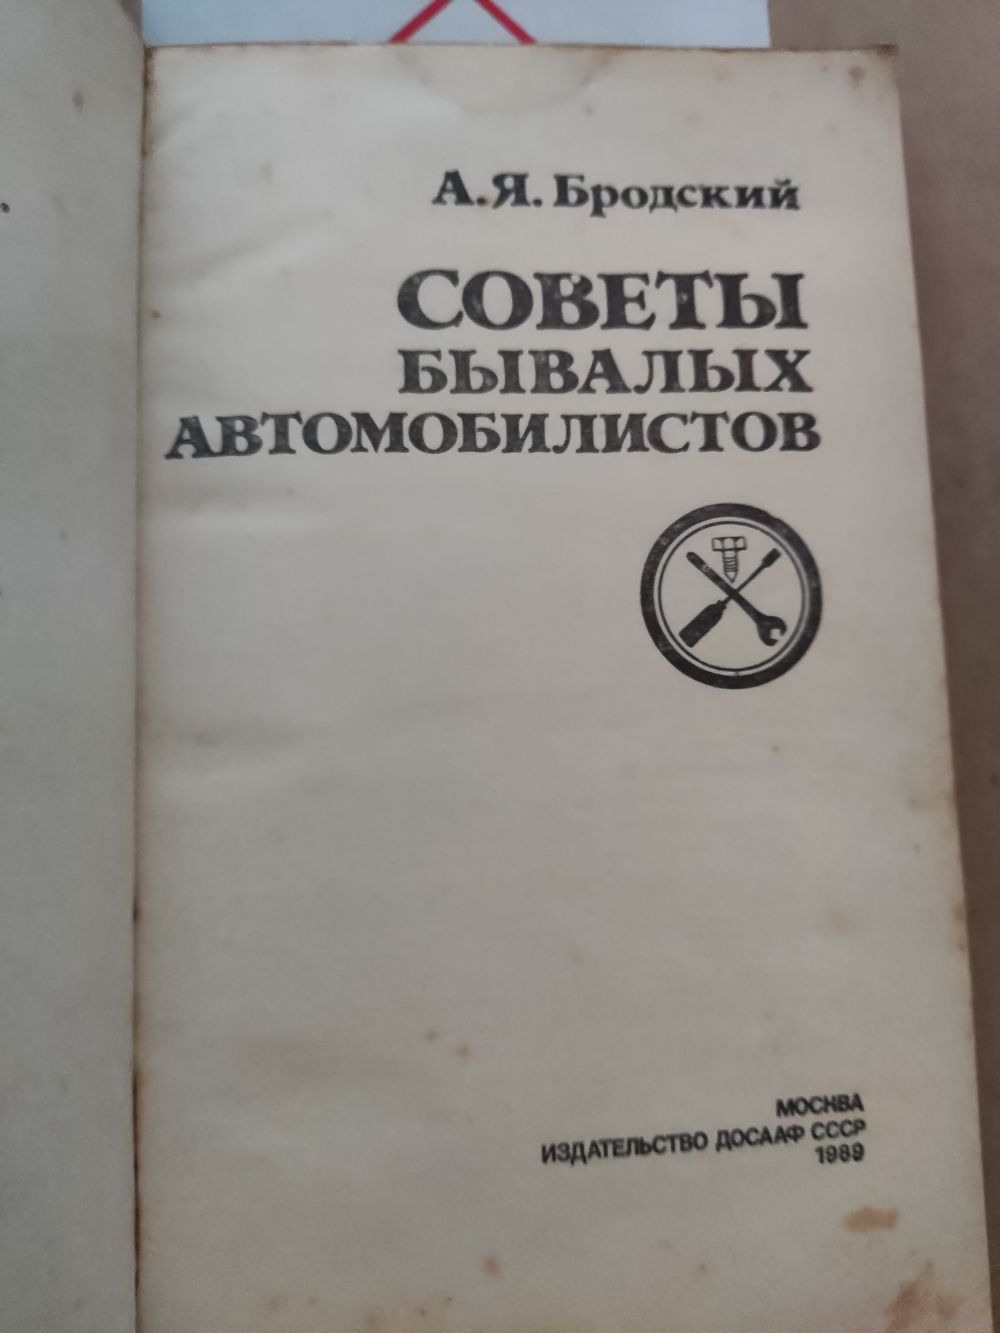 А.Я. Бродский
СОВЕТЫ
БЫВАЛЫХ
АВТОМОБИЛИСТОВ
МОСКВА
ИЗДАТЕЛЬСТВО ДОСААФ СССР
1989